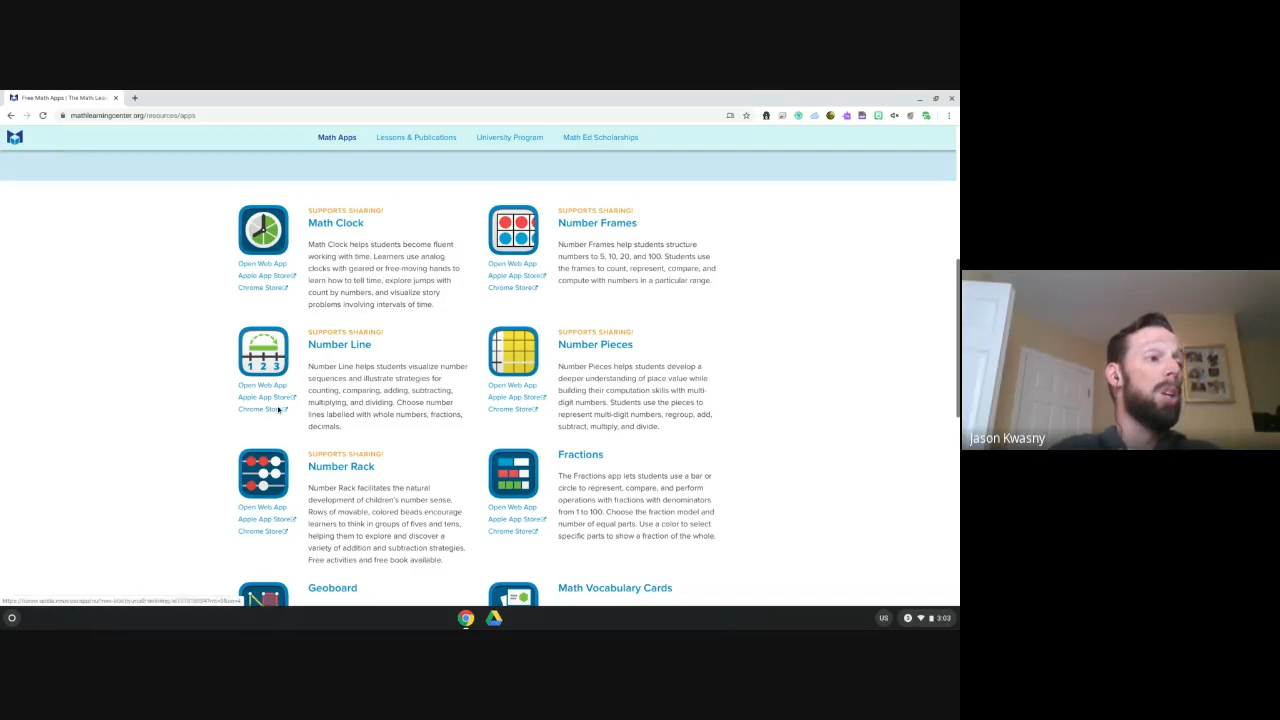 Free Math Apps | The Math Lear
mathlearningcenter.org/resources/apps
Math Apps
Lessons & Publications
University Program
Math Ed Scholarships
SUPPORTS SHARING!
Math Clock
Math Clock helps students become fluent
working with time. Learners use analog
clocks with geared or free-moving hands to
learn how to tell time, explore jumps with
count by numbers, and visualize story
problems involving intervals of time.
Open Web App
Apple App Store
Chrome Store
SUPPORTS SHARING!
Number Frames
Number Frames help students structure
numbers to 5, 10, 20, and 100. Students use
the frames to count, represent, compare, and
compute with numbers in a particular range.
Open Web App
Apple App Store
Chrome Store
1 2 3
SUPPORTS SHARING!
Number Line
Number Line helps students visualize number
sequences and illustrate strategies for
counting, comparing, adding, subtracting,
multiplying, and dividing. Choose number
lines labelled with whole numbers, fractions,
decimals.
Open Web App
Apple App Store
Chrome Store
SUPPORTS SHARING!
Number Pieces
Number Pieces helps students develop a
deeper understanding of place value while
building their computation skills with multi-
digit numbers. Students use the pieces to
represent multi-digit numbers, regroup, add,
subtract, multiply, and divide.
Open Web App
Apple App Store
Chrome Store
SUPPORTS SHARING!
Number Rack
Number Rack facilitates the natural
development of children's number sense.
Rows of movable, colored beads encourage
learners to think in groups of fives and tens,
helping them to explore and discover a
variety of addition and subtraction strategies.
Free activities and free book available.
Open Web App
Apple App Store
Chrome Store
Fractions
The Fractions app lets students use a bar or
circle to represent, compare, and perform
operations with fractions with denominators
from 1 to 100. Choose the fraction model and
number of equal parts. Use a color to select
specific parts to show a fraction of the whole.
Open Web App
Apple App Store
Chrome Store
Geoboard
Math Vocabulary Cards
US
3:03
Jason Kwasny